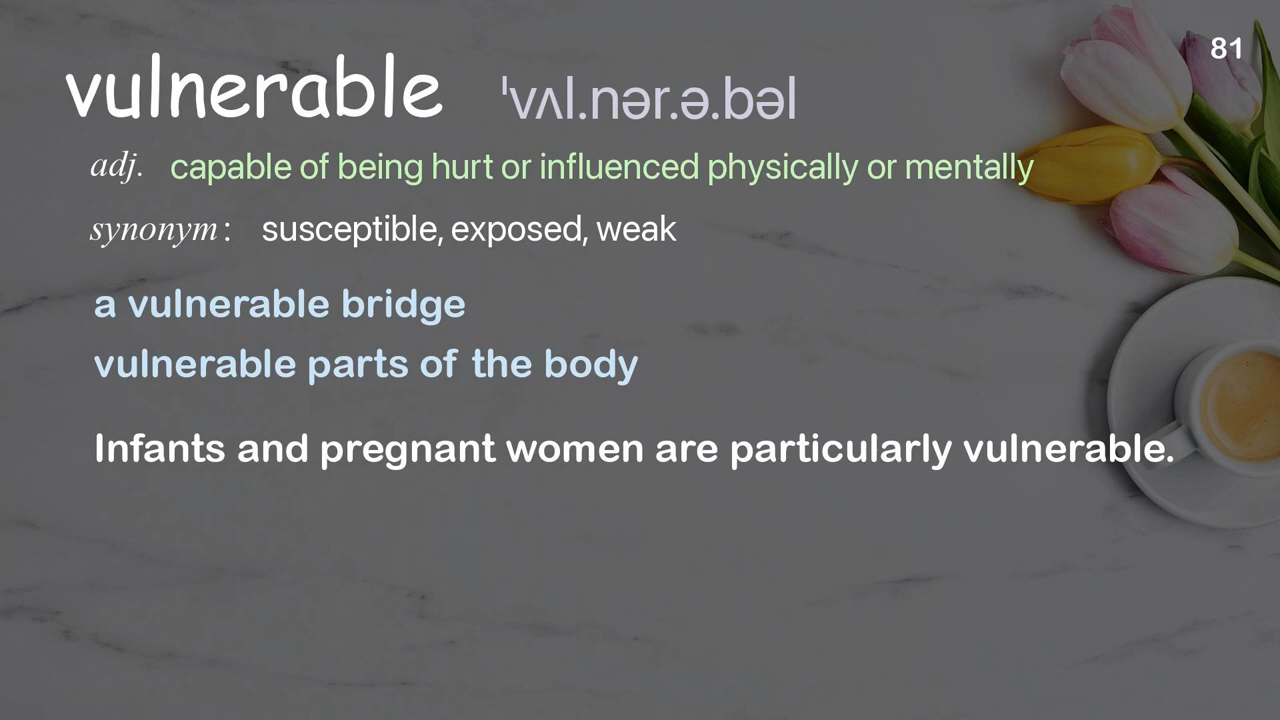 81
vulnerable ˈvʌl.nər.ə.bəl
adj. capable of being hurt or influenced physically or mentally
synonym: susceptible, exposed, weak
a vulnerable bridge
vulnerable parts of the body
Infants and pregnant women are particularly vulnerable.